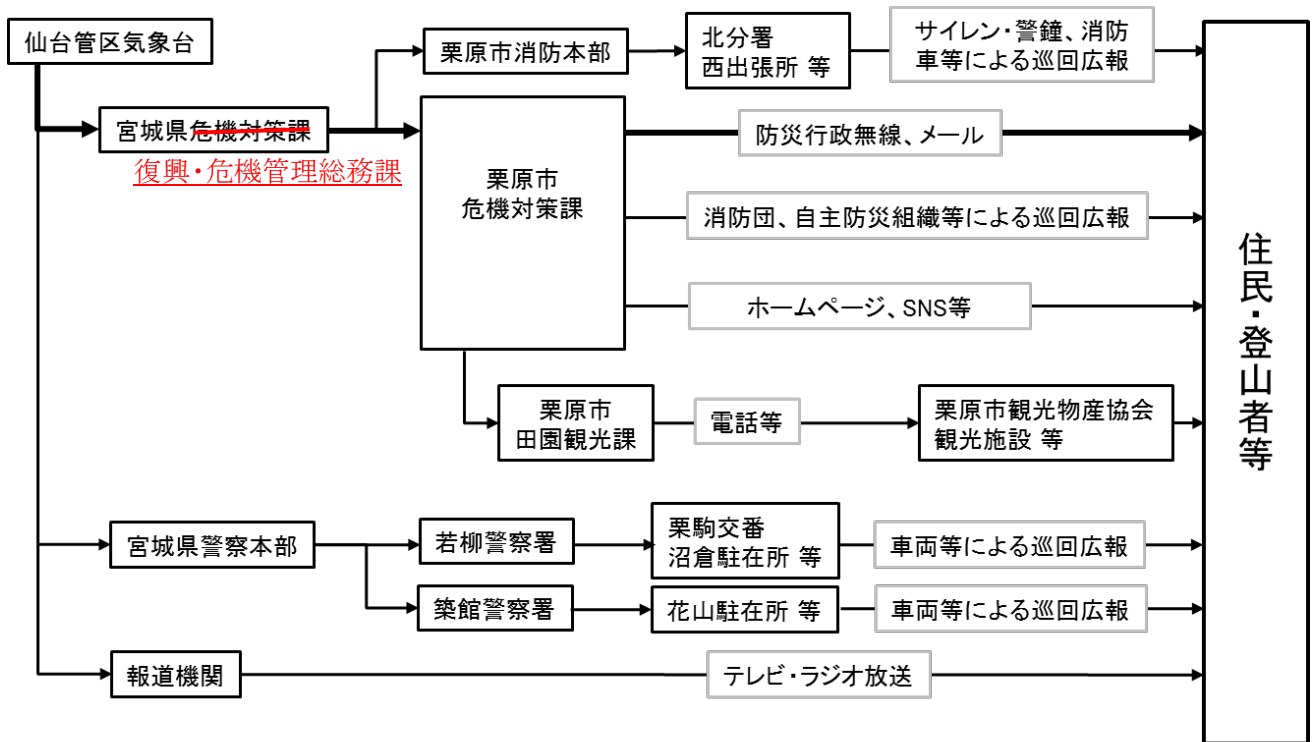 仙台管区気象台
栗原市消防本部
北分署
西出張所 等
サイレン・警鐘、消防
車等による巡回広報
宮城県危機対策課
復興・危機管理総務課
栗原市
危機対策課
防災行政無線、メール
消防団、自主防災組織等による巡回広報
ホームページ、SNS等
栗原市
田園観光課
電話等
栗原市観光物産協会
観光施設 等
宮城県警察本部
若柳警察署
栗駒交番
沼倉駐在所 等
車両等による巡回広報
築館警察署
花山駐在所 等
車両等による巡回広報
報道機関
テレビ・ラジオ放送
住民・登山者等